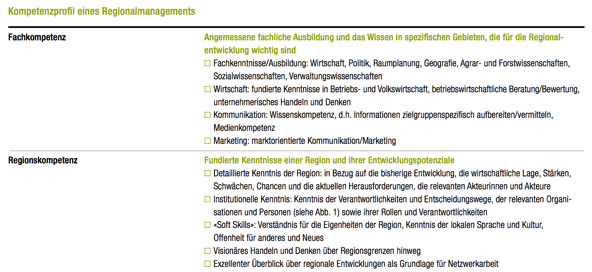 Kompetenzprofil eines Regionalmanagements
Fachkompetenz
Angemessene fachliche Ausbildung und das Wissen in spezifischen Gebieten, die für die Regional-
entwicklung wichtig sind
☐ Fachkenntnisse/Ausbildung: Wirtschaft, Politik, Raumplanung, Geografie, Agrar- und Forstwissenschaften,
Sozialwissenschaften, Verwaltungswissenschaften
☐ Wirtschaft: fundierte Kenntnisse in Betriebs- und Volkswirtschaft, betriebswirtschaftliche Beratung/Bewertung,
unternehmerisches Handeln und Denken
☐ Kommunikation: Wissenskompetenz, d.h. Informationen zielgruppenspezifisch aufbereiten/vermitteln,
Medienkompetenz
☐ Marketing: marktorientierte Kommunikation/Marketing
Regionskompetenz
Fundierte Kenntnisse einer Region und ihrer Entwicklungspotenziale
☐ Detaillierte Kenntnis der Region: in Bezug auf die bisherige Entwicklung, die wirtschaftliche Lage, Stärken,
Schwächen, Chancen und die aktuellen Herausforderungen, die relevanten Akteurinnen und Akteure
☐ Institutionelle Kenntnis: Kenntnis der Verantwortlichkeiten und Entscheidungswege, der relevanten Organi-
sationen und Personen (siehe Abb. 1) sowie ihrer Rollen und Verantwortlichkeiten
☐ «Soft Skills»: Verständnis für die Eigenheiten der Region, Kenntnis der lokalen Sprache und Kultur,
Offenheit für anderes und Neues
☐ Visionäres Handeln und Denken über Regionsgrenzen hinweg
☐ Exzellenter Überblick über regionale Entwicklungen als Grundlage für Netzwerkarbeit